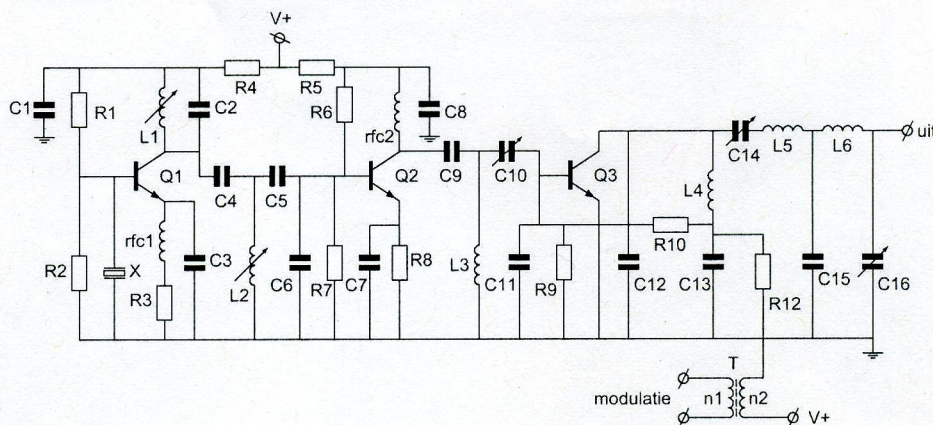 V+
R4 R5
C1 R1 C2 R6 C8
L1 rfc2
uit
C14 L5 L6
Q1 Q2 C9 C10 Q3
C4 C5 L4
rfc1 R10
R2 X C3 L2 C6 R7 C7 R8 L3 C11 R9 C12 C13 R12 C15 C16
R3
T
modulatie n1 n2
V+